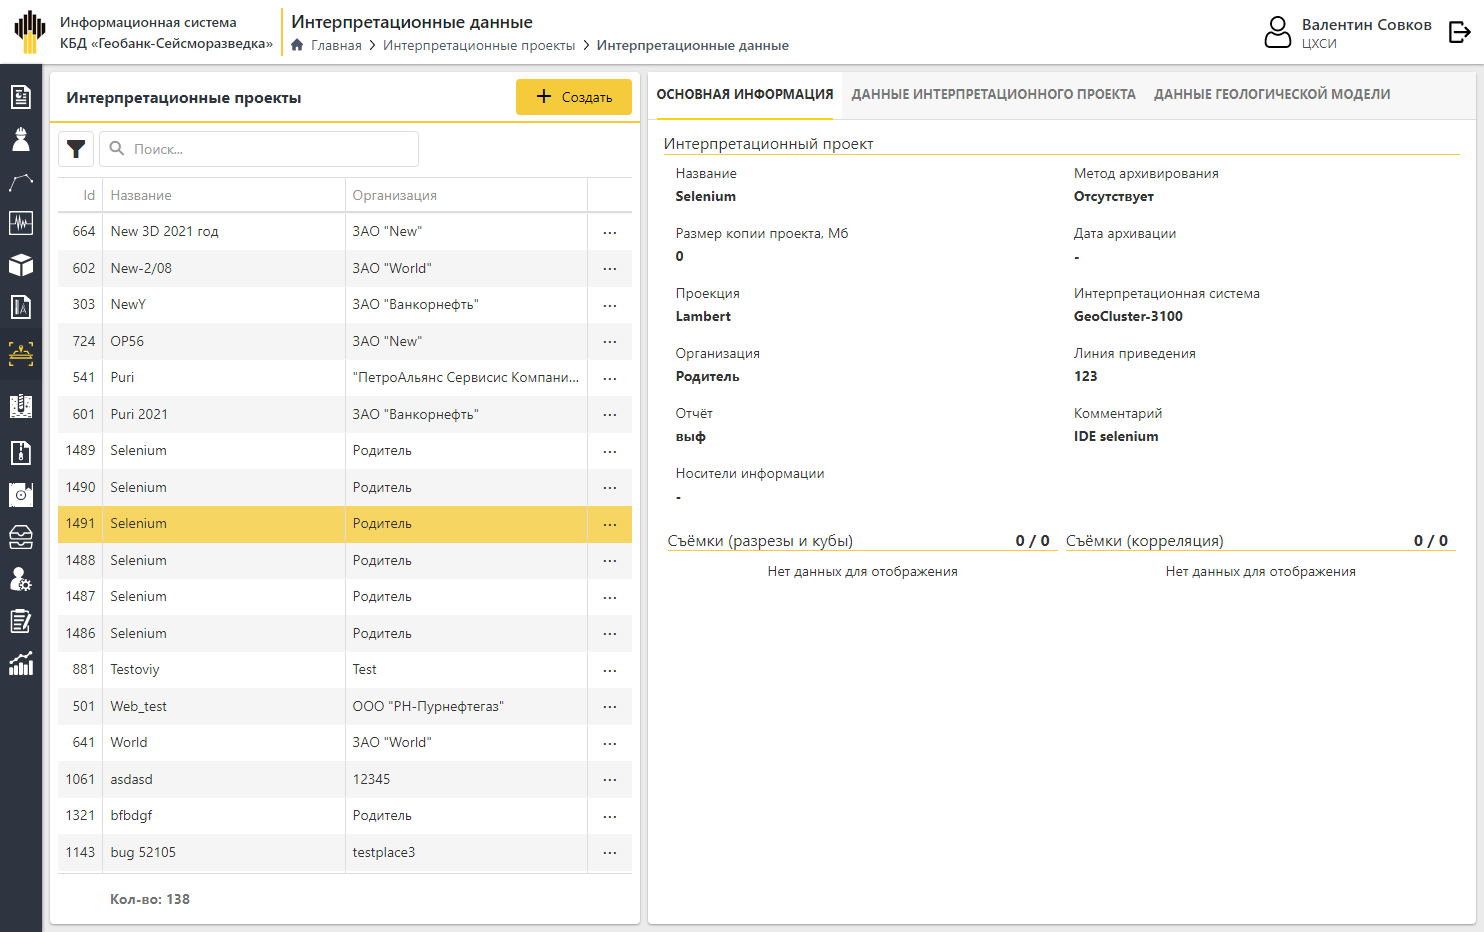 Информационная система
КБД «Геобанк-Сейсморазведка»
Интерпретационные данные
Главная > Интерпретационные проекты > Интерпретационные данные
Валентин Совков
ЦХСИ
Интерпретационные проекты
+ Создать
Поиск...
Id Название Организация
664 New 3D 2021 год ЗАО "New" ...
602 New-2/08 ЗАО "World" ...
303 NewY ЗАО "Ванкорнефть" ...
724 OP56 ЗАО "New" ...
541 Puri "ПетроАльянс Сервисис Компани... ...
601 Puri 2021 ЗАО "Ванкорнефть" ...
1489 Selenium Родитель ...
1490 Selenium Родитель ...
1491 Selenium Родитель ...
1488 Selenium Родитель ...
1487 Selenium Родитель ...
1486 Selenium Родитель ...
881 Testoviy Test ...
501 Web_test ООО "РН-Пурнефтегаз" ...
641 World ЗАО "World" ...
1061 asdasd 12345 ...
1321 bfbdgf Родитель ...
1143 bug 52105 testplace3 ...
Кол-во: 138
ОСНОВНАЯ ИНФОРМАЦИЯ ДАННЫЕ ИНТЕРПРЕТАЦИОННОГО ПРОЕКТА ДАННЫЕ ГЕОЛОГИЧЕСКОЙ МОДЕЛИ
Интерпретационный проект
Название
Selenium
Метод архивирования
Отсутствует
Размер копии проекта, Мб
0
Дата архивации
-
Проекция
Lambert
Интерпретационная система
GeoCluster-3100
Организация
Родитель
Линия приведения
123
Отчёт
выф
Комментарий
IDE selenium
Носители информации
-
Съёмки (разрезы и кубы) 0 / 0
Нет данных для отображения
Съёмки (корреляция) 0 / 0
Нет данных для отображения